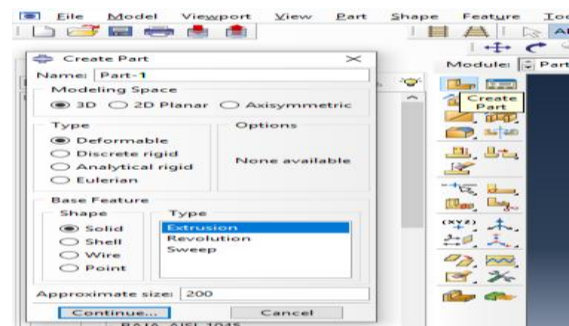 File Model Viewport View Part Shape Feature Too
Create Part
Module: Part
Name: Part-1
Modeling Space
3D 2D Planar Axisymmetric
Create
Part
Type
Options
Deformable
Discrete rigid
Analytical rigid
Eulerian
None available
Base Feature
Shape
Type
Solid
Shell
Wire
Point
Extrusion
Revolution
Sweep
(XYZ)
Approximate size: 200
Continue... Cancel
BAJA AISI 1045